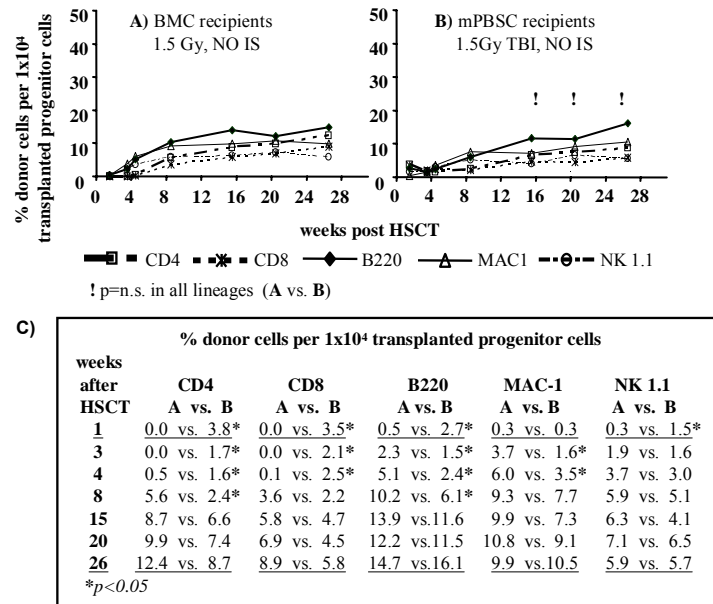 A) BMC recipients
1.5 Gy, NO IS
B) mPBSC recipients
1.5Gy TBI, NO IS
% donor cells per 1x10⁴
transplanted progenitor cells
50
40
30
20
10
0
0 4 8 12 16 20 24 28
50
40
30
20
10
0
! ! !
0 4 8 12 16 20 24 28
weeks post HSCT
CD4 CD8 B220 MAC1 NK 1.1
! p=n.s. in all lineages (A vs. B)
C)
% donor cells per 1x10⁴ transplanted progenitor cells
weeks
after CD4 CD8 B220 MAC-1 NK 1.1
HSCT A vs. B A vs. B A vs. B A vs. B A vs. B
1 0.0 vs. 3.8* 0.0 vs. 3.5* 0.5 vs. 2.7* 0.3 vs. 0.3 0.3 vs. 1.5*
3 0.0 vs. 1.7* 0.0 vs. 2.1* 2.3 vs. 1.5* 3.7 vs. 1.6* 1.9 vs. 1.6
4 0.5 vs. 1.6* 0.1 vs. 2.5* 5.1 vs. 2.4* 6.0 vs. 3.5* 3.7 vs. 3.0
8 5.6 vs. 2.4* 3.6 vs. 2.2 10.2 vs. 6.1* 9.3 vs. 7.7 5.9 vs. 5.1
15 8.7 vs. 6.6 5.8 vs. 4.7 13.9 vs.11.6 9.9 vs. 7.3 6.3 vs. 4.1
20 9.9 vs. 7.4 6.9 vs. 4.5 12.2 vs.11.5 10.8 vs. 9.1 7.1 vs. 6.5
26 12.4 vs. 8.7 8.9 vs. 5.8 14.7 vs.16.1 9.9 vs.10.5 5.9 vs. 5.7
*p<0.05